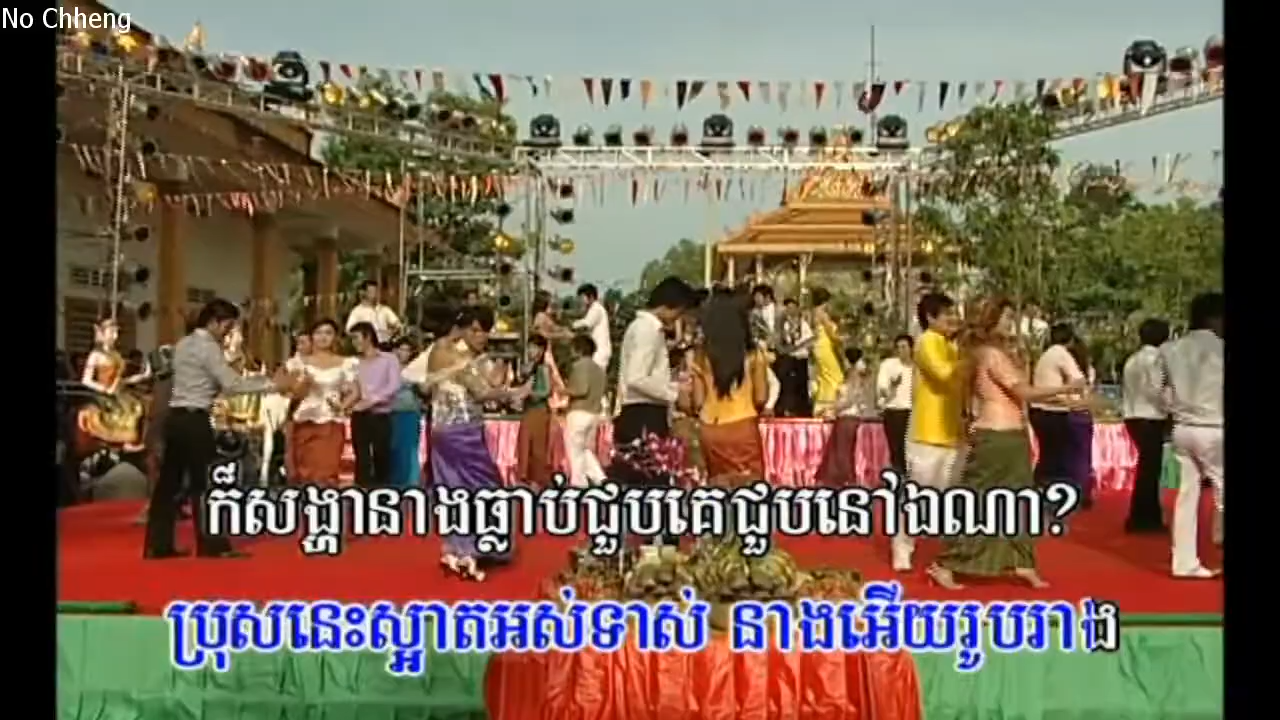 No Chheng
ក៏សង្ហានាងធ្លាប់ជួបគេជួបនៅឯណា?
ប្រុសនេះស្អាតអស់ទាស់ នាងអើយរូបរាង